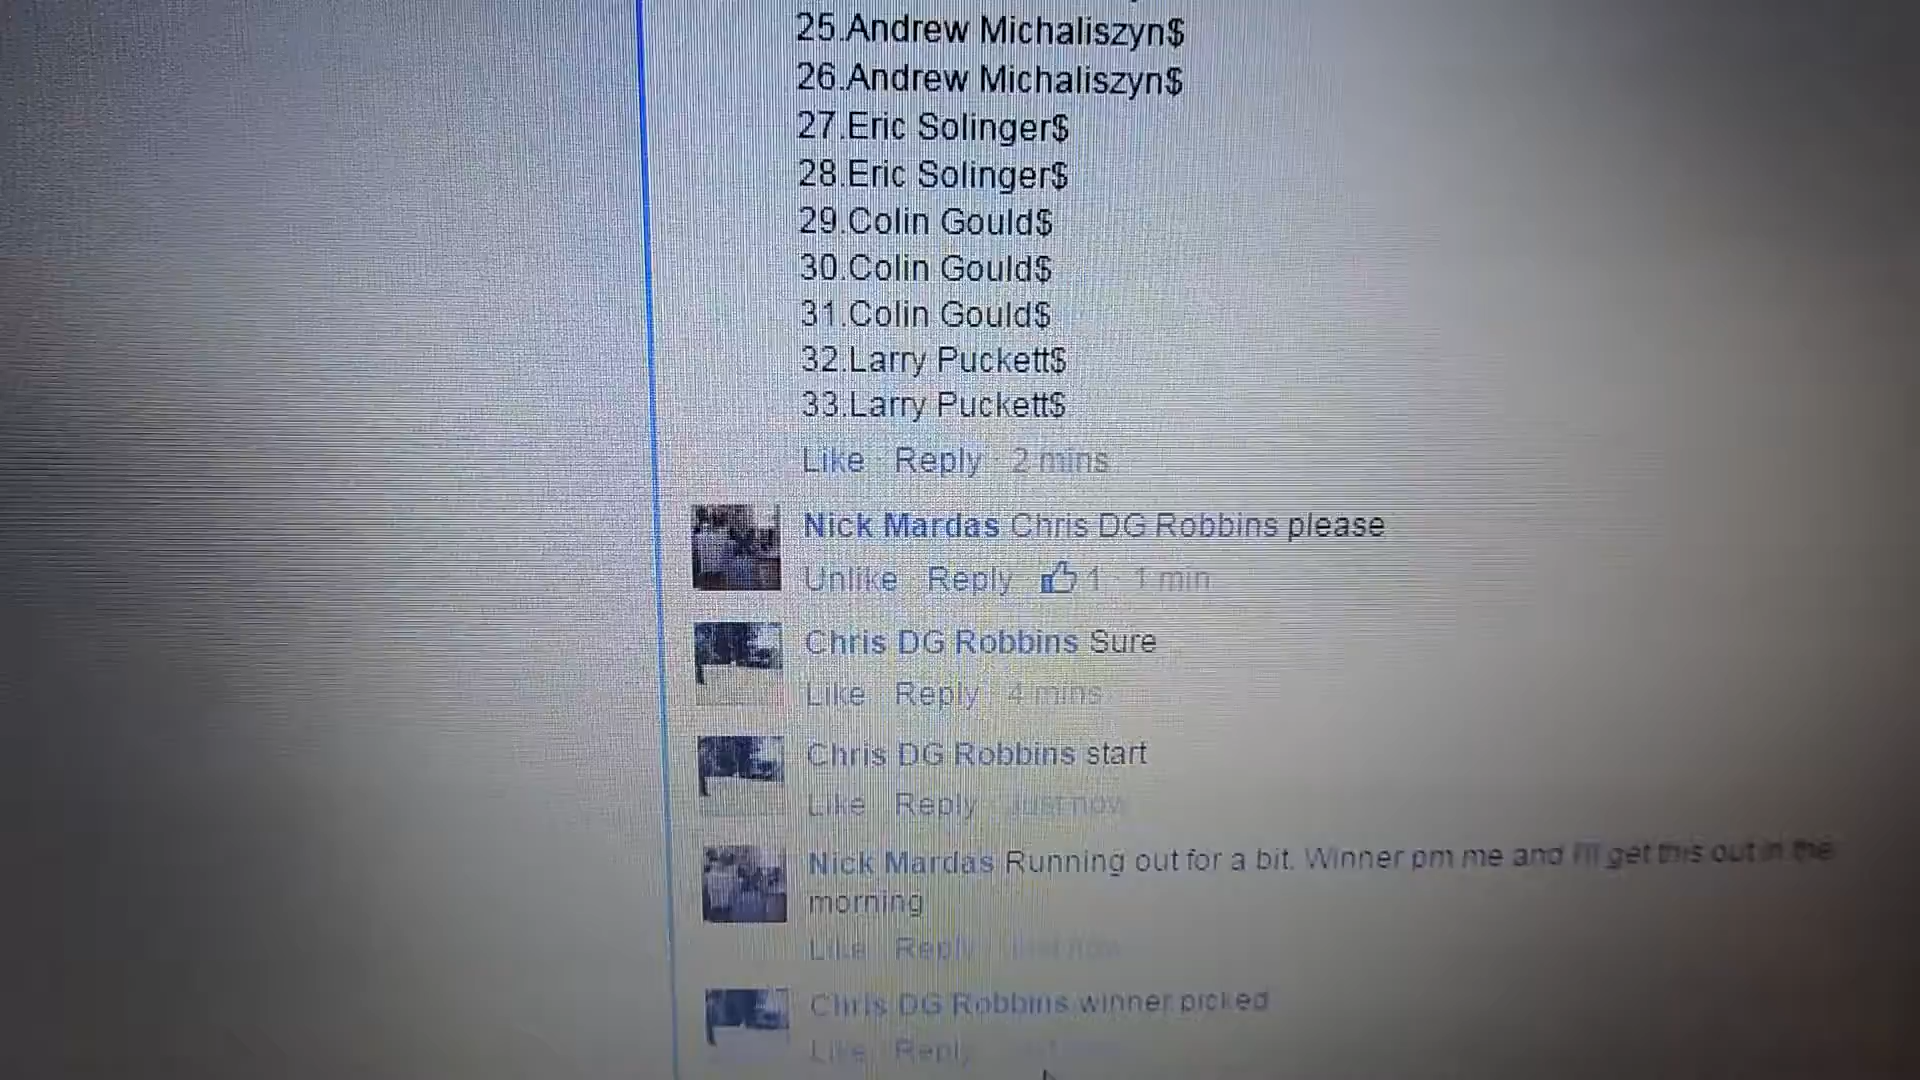 25.Andrew Michaliszyn$
26.Andrew Michaliszyn$
27.Eric Solinger$
28.Eric Solinger$
29.Colin Gould$
30.Colin Gould$
31.Colin Gould$
32.Larry Puckett$
33.Larry Puckett$
Like · Reply · 2 mins
Nick Mardas Chris DG Robbins please
Unlike · Reply · 1 · 1 min
Chris DG Robbins Sure
Like · Reply · 4 mins
Chris DG Robbins start
Like · Reply · Just now
Nick Mardas Running out for a bit. Winner pm me and I'll get this out in the
morning
Like · Reply · Just now
Chris DG Robbins winner picked
Like · Reply